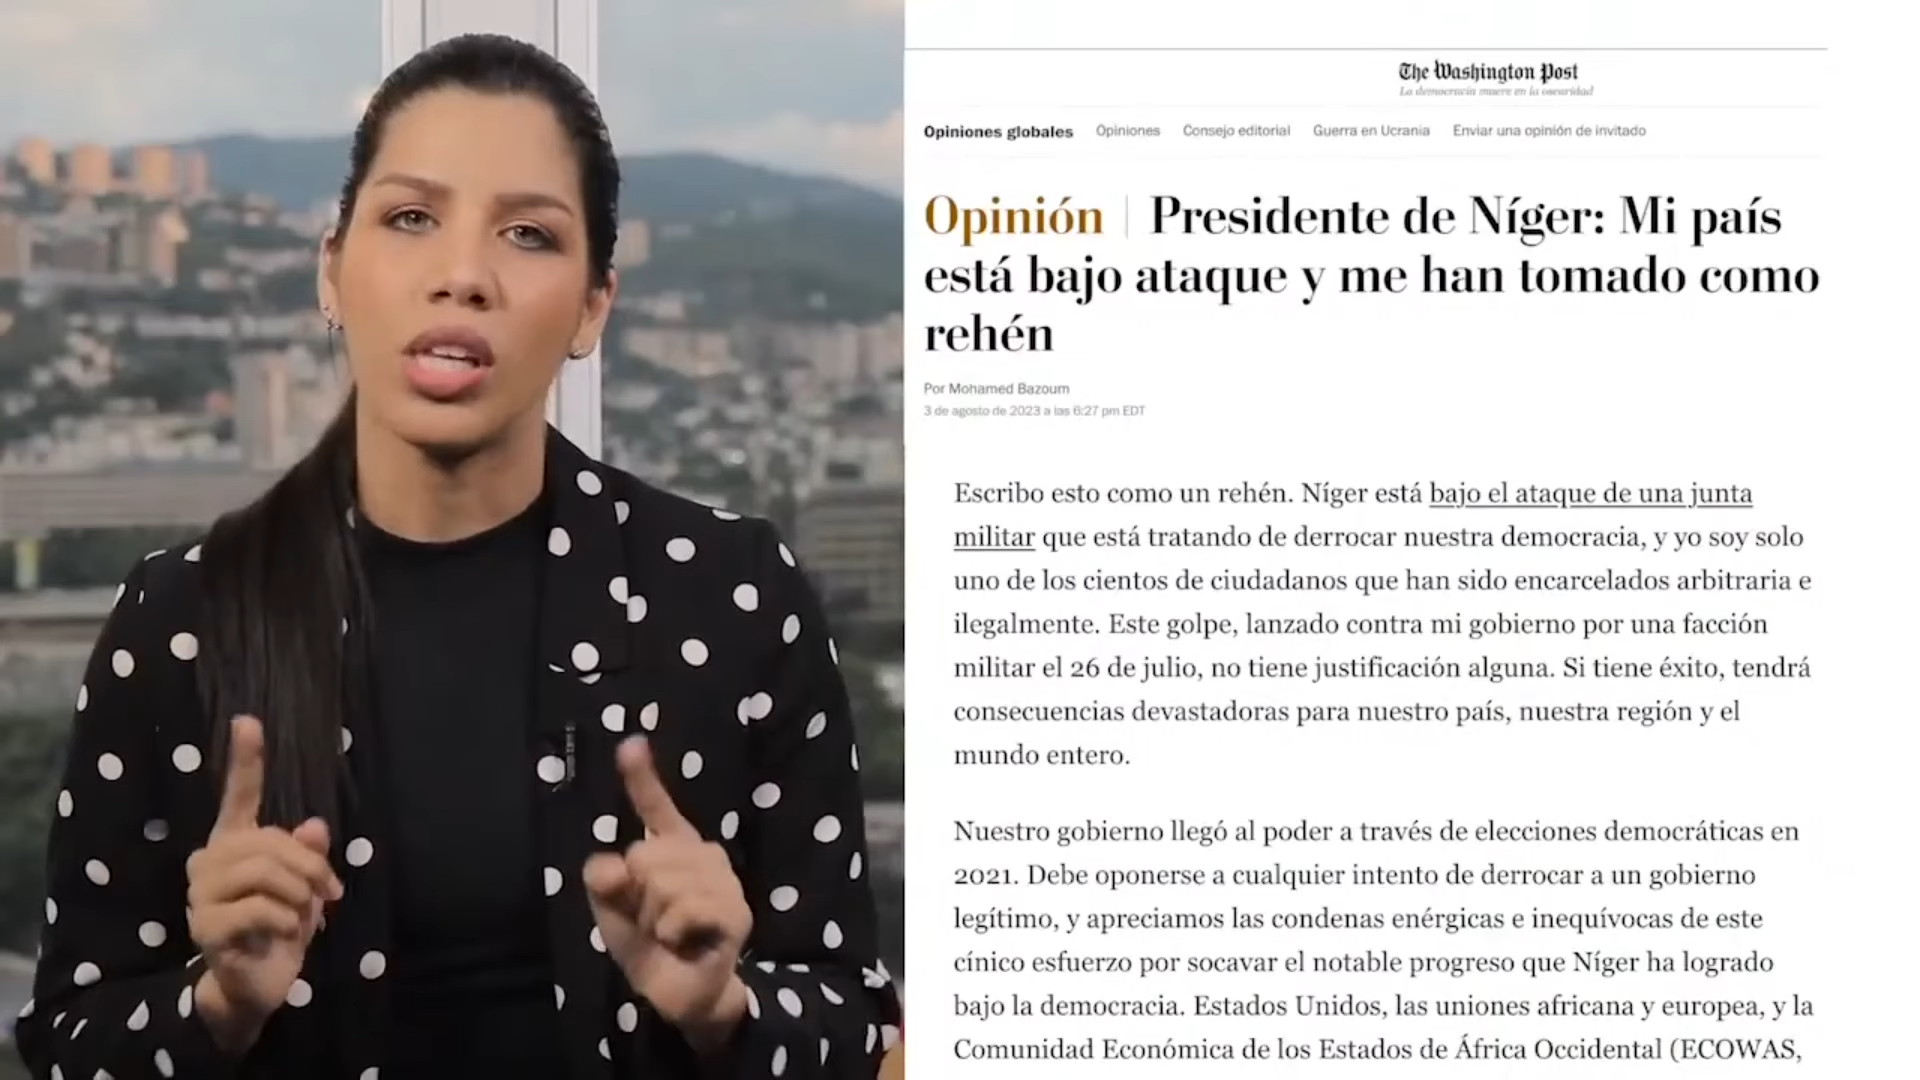 The Washington Post
La democracia muere en la oscuridad
Opiniones globales Opiniones Consejo editorial Guerra en Ucrania Enviar una opinión de invitado
Opinión | Presidente de Níger: Mi país
está bajo ataque y me han tomado como
rehén
Por Mohamed Bazoum
3 de agosto de 2023 a las 6:27 pm EDT
Escribo esto como un rehén. Níger está bajo el ataque de una junta
militar que está tratando de derrocar nuestra democracia, y yo soy solo
uno de los cientos de ciudadanos que han sido encarcelados arbitraria e
ilegalmente. Este golpe, lanzado contra mi gobierno por una facción
militar el 26 de julio, no tiene justificación alguna. Si tiene éxito, tendrá
consecuencias devastadoras para nuestro país, nuestra región y el
mundo entero.
Nuestro gobierno llegó al poder a través de elecciones democráticas en
2021. Debe oponerse a cualquier intento de derrocar a un gobierno
legítimo, y apreciamos las condenas enérgicas e inequívocas de este
cínico esfuerzo por socavar el notable progreso que Níger ha logrado
bajo la democracia. Estados Unidos, las uniones africana y europea, y la
Comunidad Económica de los Estados de África Occidental (ECOWAS,